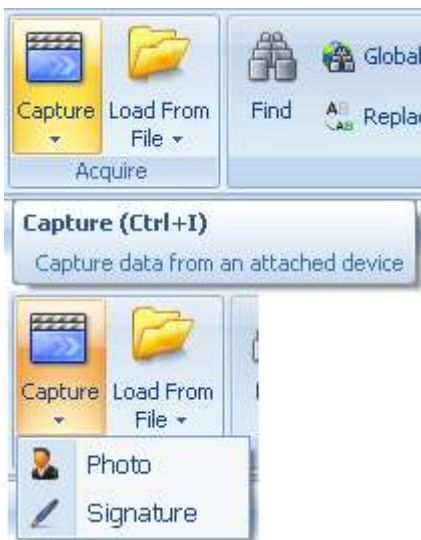 Capture Load From File
Find
Global
Replac
Acquire
Capture (Ctrl+I)
Capture data from an attached device
Capture Load From File
Photo
Signature